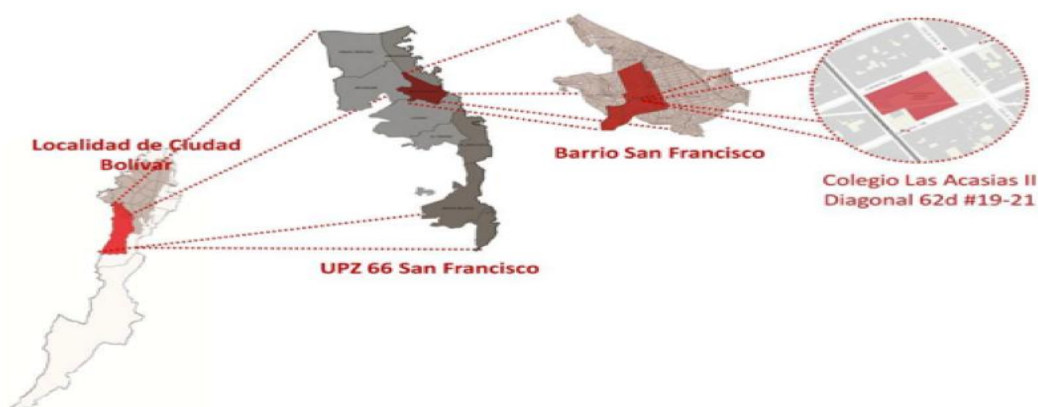 Localidad de Ciudad
Bolívar
UPZ 66 San Francisco
Barrio San Francisco
Colegio Las Acasias II
Diagonal 62d #19-21